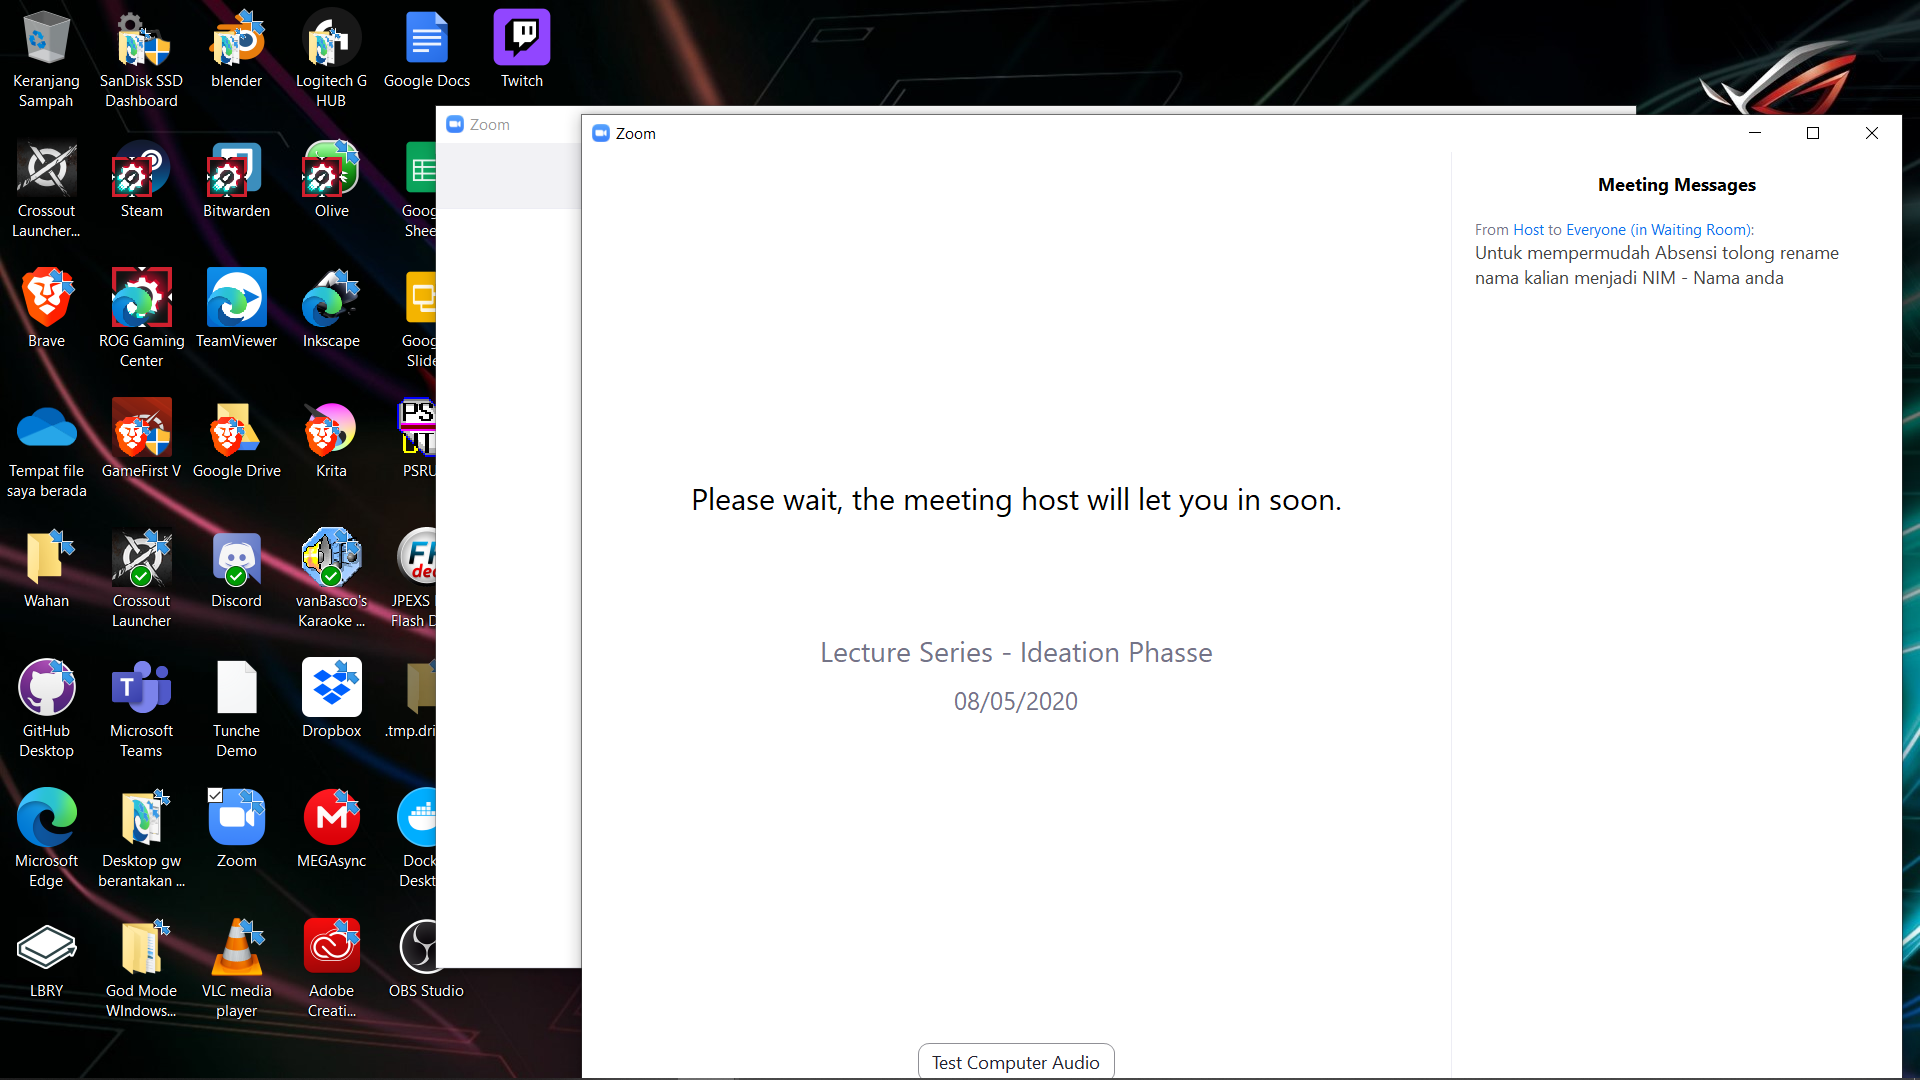 Keranjang
Sampah
SanDisk SSD
Dashboard
blender
Logitech G
HUB
Google Docs
Twitch
Crossout
Launcher...
Steam
Bitwarden
Olive
Goog
Shee
Brave
ROG Gaming
Center
TeamViewer
Inkscape
Goog
Slide
Tempat file
saya berada
GameFirst V
Google Drive
Krita
PS
PSRU
Wahan
Crossout
Launcher
Discord
vanBasco's
Karaoke ...
JPEXS
Flash D
GitHub
Desktop
Microsoft
Teams
Tunche
Demo
Dropbox
.tmp.dri
Microsoft
Edge
Desktop gw
berantakan ...
Zoom
MEGAsync
Dock
Deskt
LBRY
God Mode
WIndows...
VLC media
player
Adobe
Creati...
OBS Studio
Zoom
Zoom
Please wait, the meeting host will let you in soon.
Lecture Series - Ideation Phasse
08/05/2020
Test Computer Audio
Meeting Messages
From Host to Everyone (in Waiting Room):
Untuk mempermudah Absensi tolong rename
nama kalian menjadi NIM - Nama anda